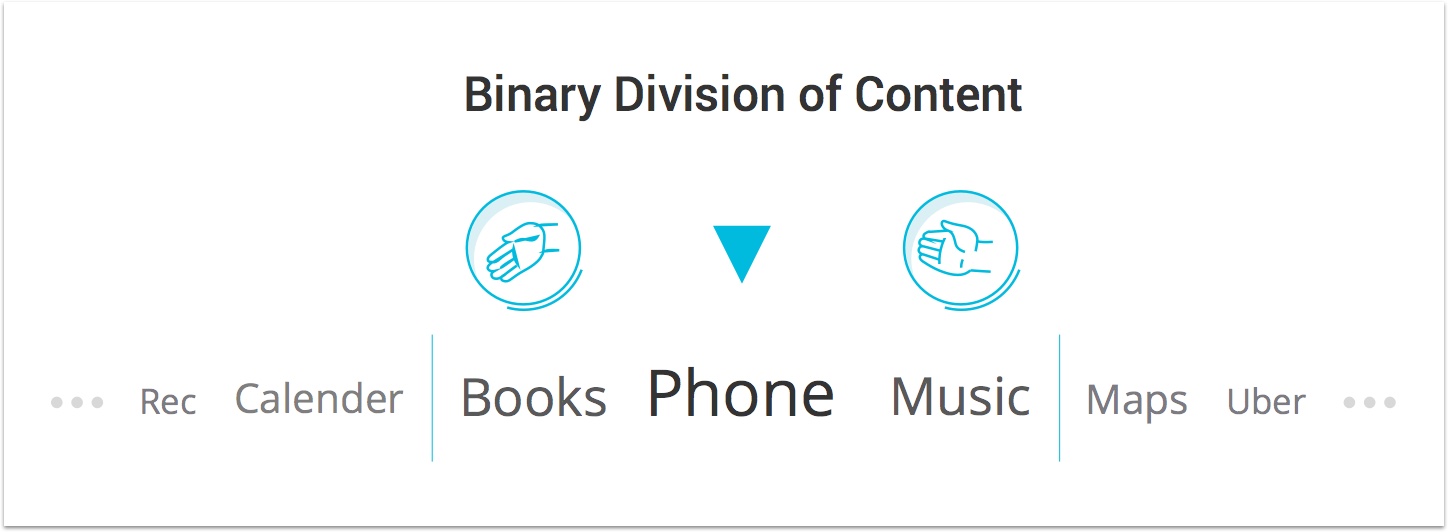 Binary Division of Content
••• Rec Calender Books Phone Music Maps Uber •••